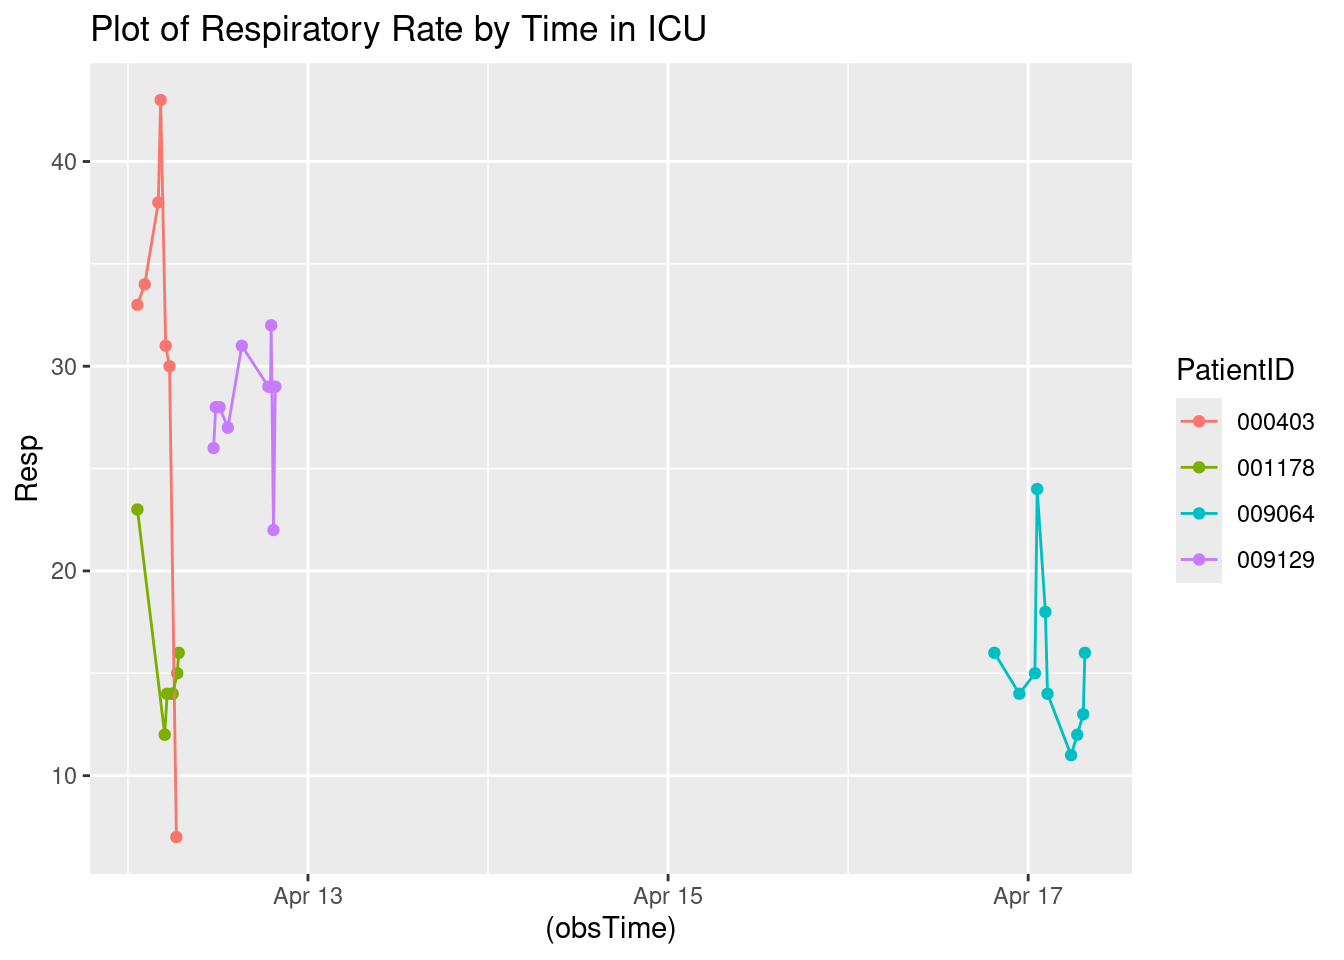 Plot of Respiratory Rate by Time in ICU
40
30
20
10
Resp
Apr 13
Apr 15
Apr 17
(obsTime)
PatientID
000403
001178
009064
009129